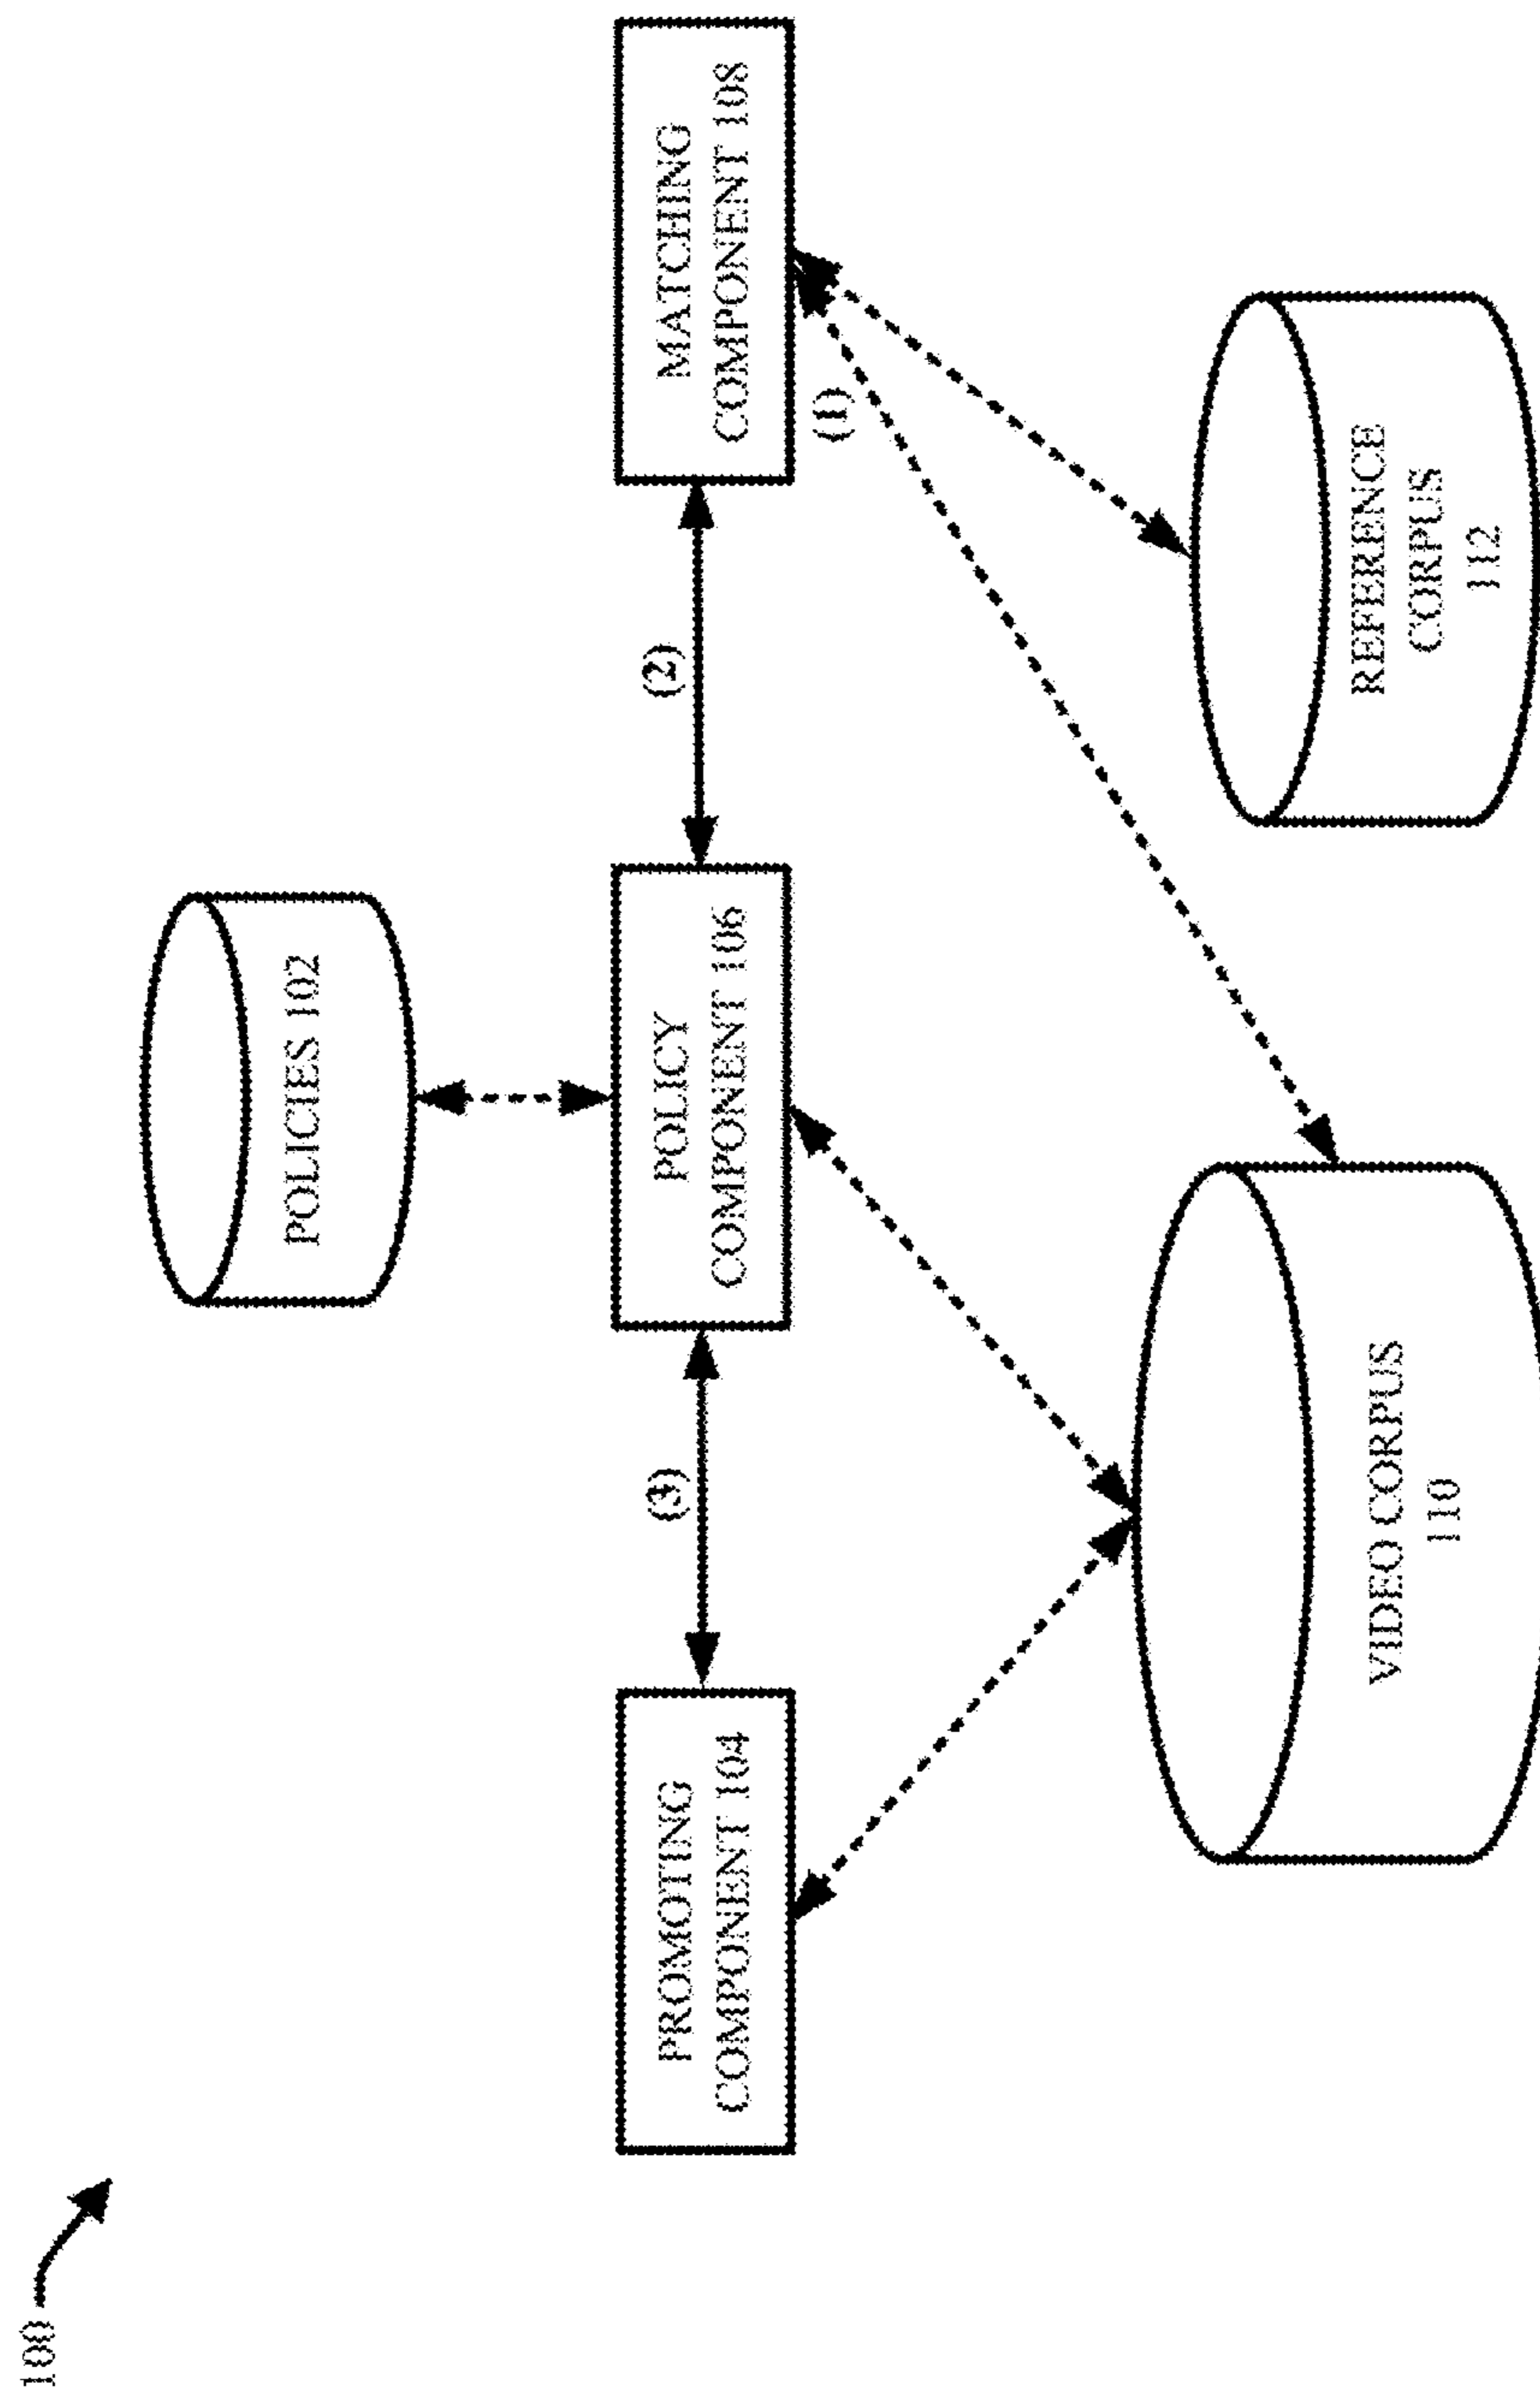 100
POLICIES 102
PROMOTING
COMPONENT 104
(3)
POLICY
COMPONENT 106
(2)
MATCHING
COMPONENT 108
(1)
VIDEO CORPUS
110
REFERENCE
CORPUS
112